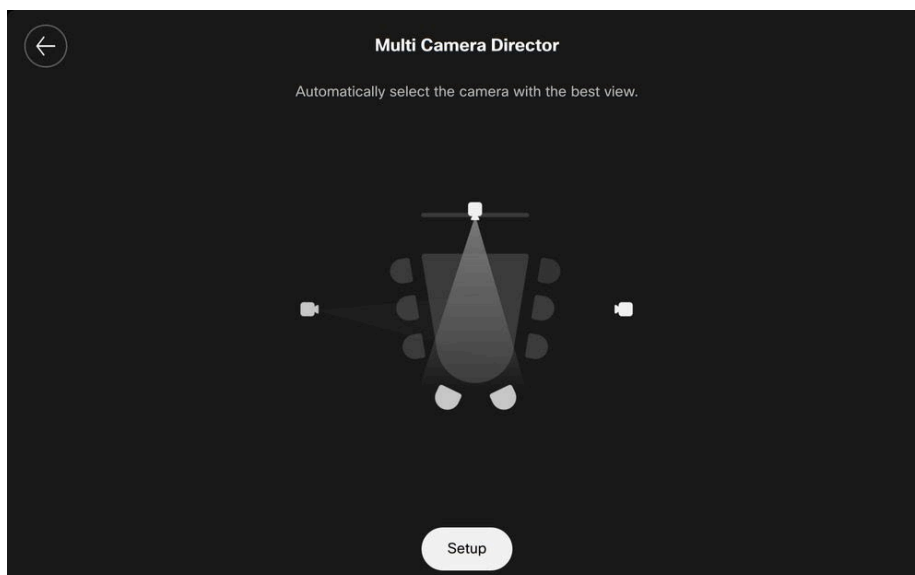 Multi Camera Director
Automatically select the camera with the best view.
Setup